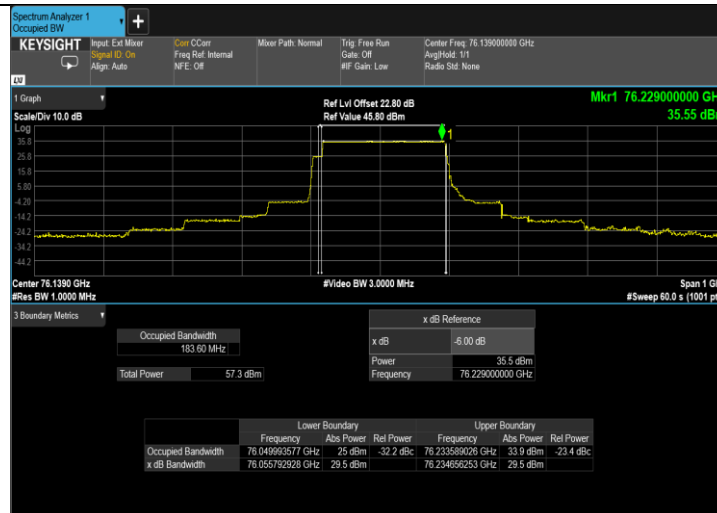 Spectrum Analyzer 1
Occupied BW
KEYSIGHT Input: Ext Mixer Corr CCorr Mixer Path: Normal Trig: Free Run Center Freq: 76.139000000 GHz
Signal ID: On Freq Ref: Internal Gate: Off Avg|Hold: 1/1
Align: Auto NFE: Off #IF Gain: Low Radio Std: None
LXI
1 Graph Ref Lvl Offset 22.80 dB Mkr1 76.229000000 GH
Scale/Div 10.0 dB Ref Value 45.80 dBm 35.55 dB
Log
1
35.8
25.8
15.8
5.80
-4.20
-14.2
-24.2
-34.2
-44.2
Center 76.1390 GHz #Video BW 3.0000 MHz Span 1 G
#Res BW 1.0000 MHz #Sweep 60.0 s (1001 pt
3 Boundary Metrics
x dB Reference
Occupied Bandwidth
183.60 MHz
x dB -6.00 dB
Total Power 57.3 dBm
Power 35.5 dBm
Frequency 76.229000000 GHz
Lower Boundary Upper Boundary
Frequency Abs Power Rel Power Frequency Abs Power Rel Power
Occupied Bandwidth 76.049993577 GHz 25 dBm -32.2 dBc 76.233589026 GHz 33.9 dBm -23.4 dBc
x dB Bandwidth 76.055792928 GHz 29.5 dBm 76.234656253 GHz 29.5 dBm